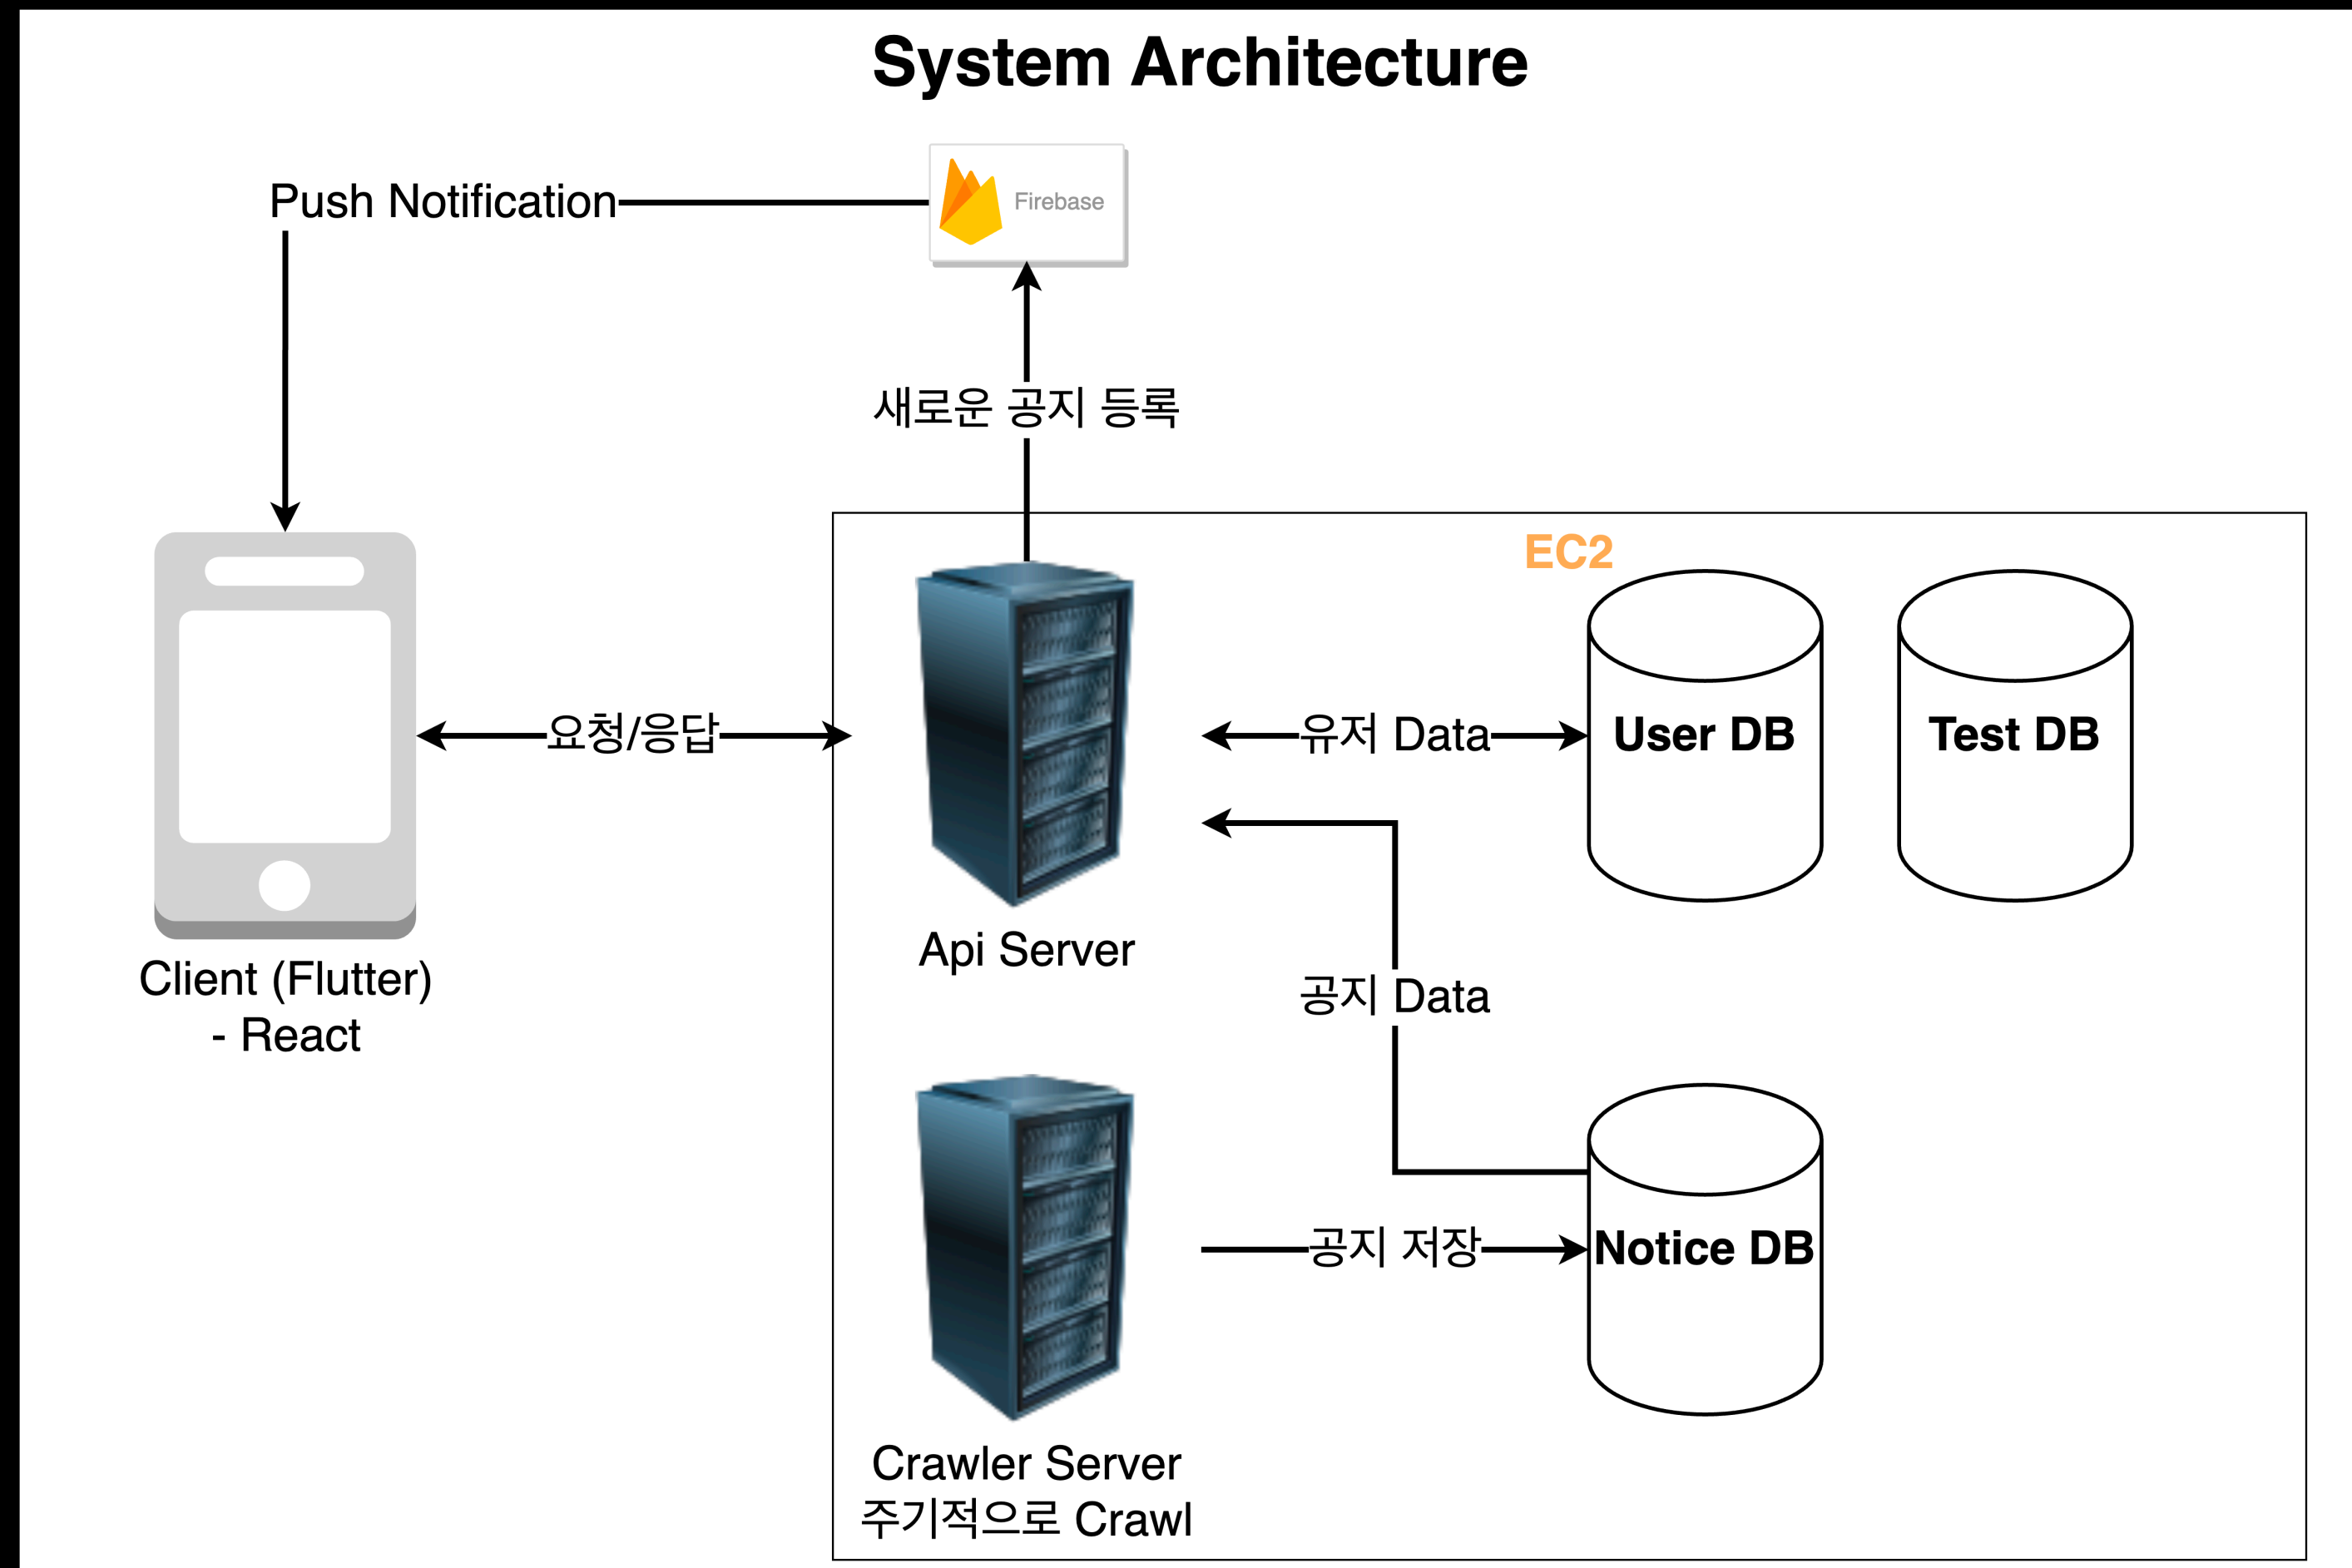 System Architecture
Push Notification
Firebase
새로운 공지 등록
EC2
요청/응답
유저 Data
User DB
Test DB
Api Server
Client (Flutter)
- React
공지 Data
공지 저장
Notice DB
Crawler Server
주기적으로 Crawl